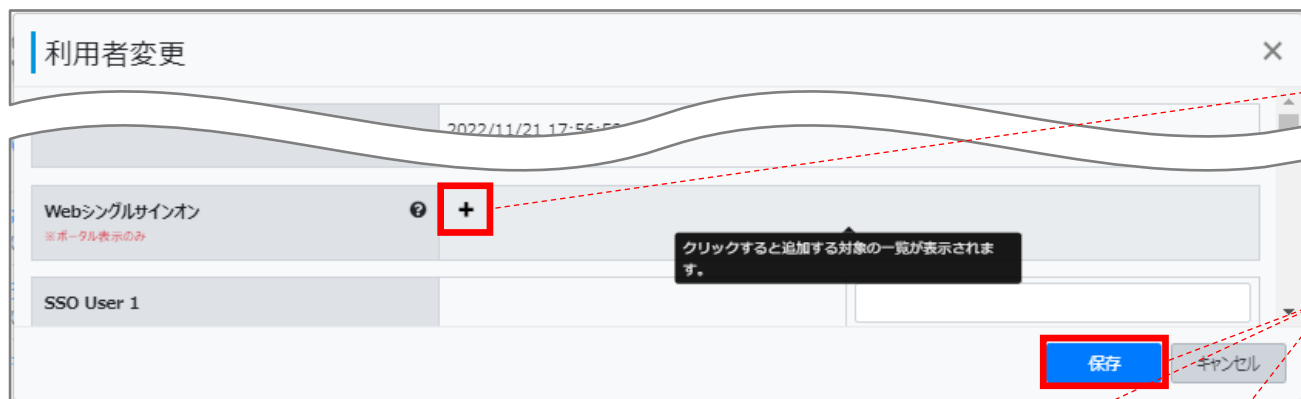 利用者変更
2022/11/21 17:56:5
Webシングルサインオン
※ポータル表示のみ
クリックすると追加する対象の一覧が表示されま
す。
SSO User 1
保存
キャンセル